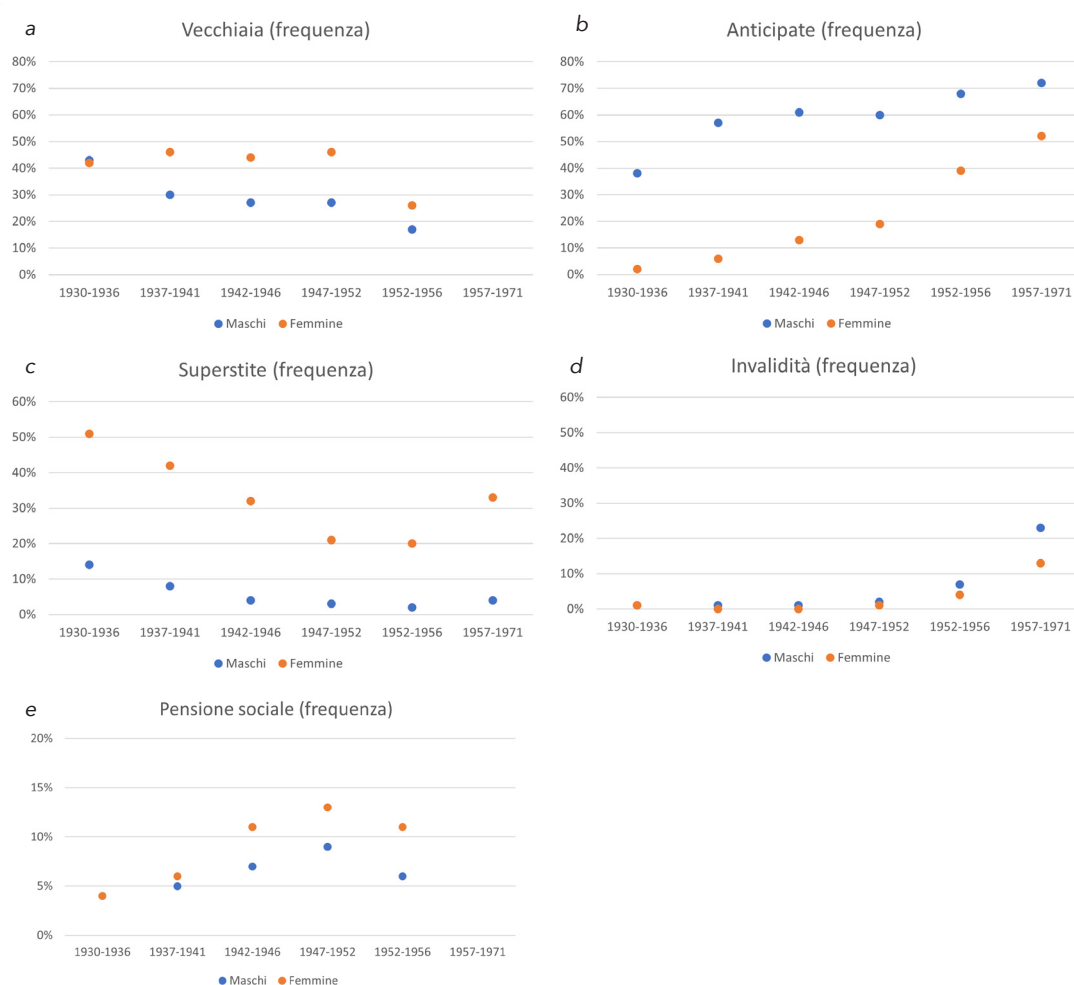 a
Vecchiaia (frequenza)
80%
70%
60%
50%
40%
30%
20%
10%
0%
1930-1936 1937-1941 1942-1946 1947-1952 1952-1956 1957-1971
Maschi Femmine
b
Anticipate (frequenza)
80%
70%
60%
50%
40%
30%
20%
10%
0%
1930-1936 1937-1941 1942-1946 1947-1952 1952-1956 1957-1971
Maschi Femmine
c
Superstite (frequenza)
60%
50%
40%
30%
20%
10%
0%
1930-1936 1937-1941 1942-1946 1947-1952 1952-1956 1957-1971
Maschi Femmine
d
Invalidità (frequenza)
60%
50%
40%
30%
20%
10%
0%
1930-1936 1937-1941 1942-1946 1947-1952 1952-1956 1957-1971
Maschi Femmine
e
Pensione sociale (frequenza)
20%
15%
10%
5%
0%
1930-1936 1937-1941 1942-1946 1947-1952 1952-1956 1957-1971
Maschi Femmine